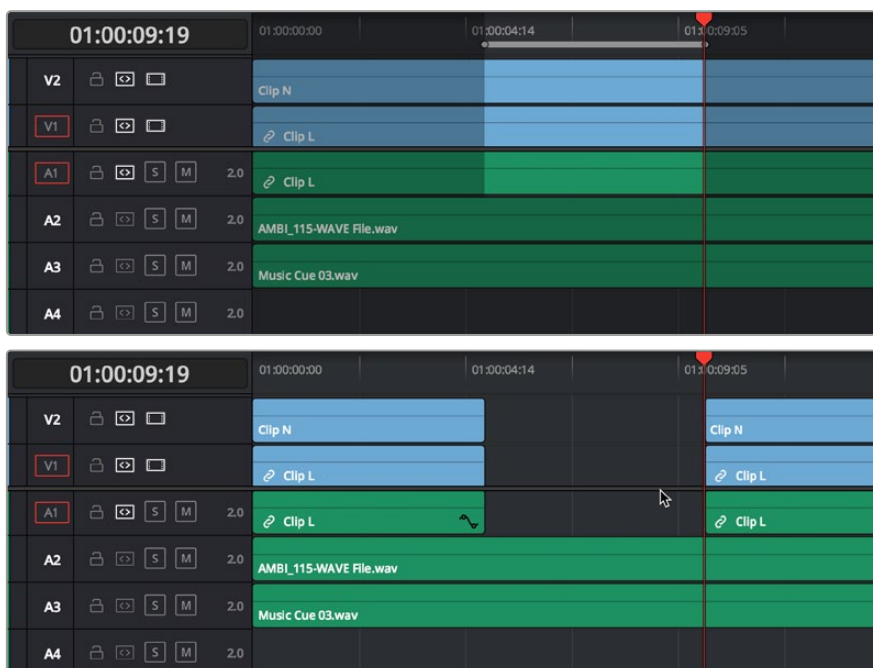 01:00:09:19
01:00:00:00 01:00:04:14 01:00:09:05
V2 Clip N
V1 Clip L
A1 S M 2.0 Clip L
A2 S M 2.0 AMBI_115-WAVE File.wav
A3 S M 2.0 Music Cue 03.wav
A4 S M 2.0
01:00:09:19
01:00:00:00 01:00:04:14 01:00:09:05
V2 Clip N Clip N
V1 Clip L Clip L
A1 S M 2.0 Clip L Clip L
A2 S M 2.0 AMBI_115-WAVE File.wav
A3 S M 2.0 Music Cue 03.wav
A4 S M 2.0